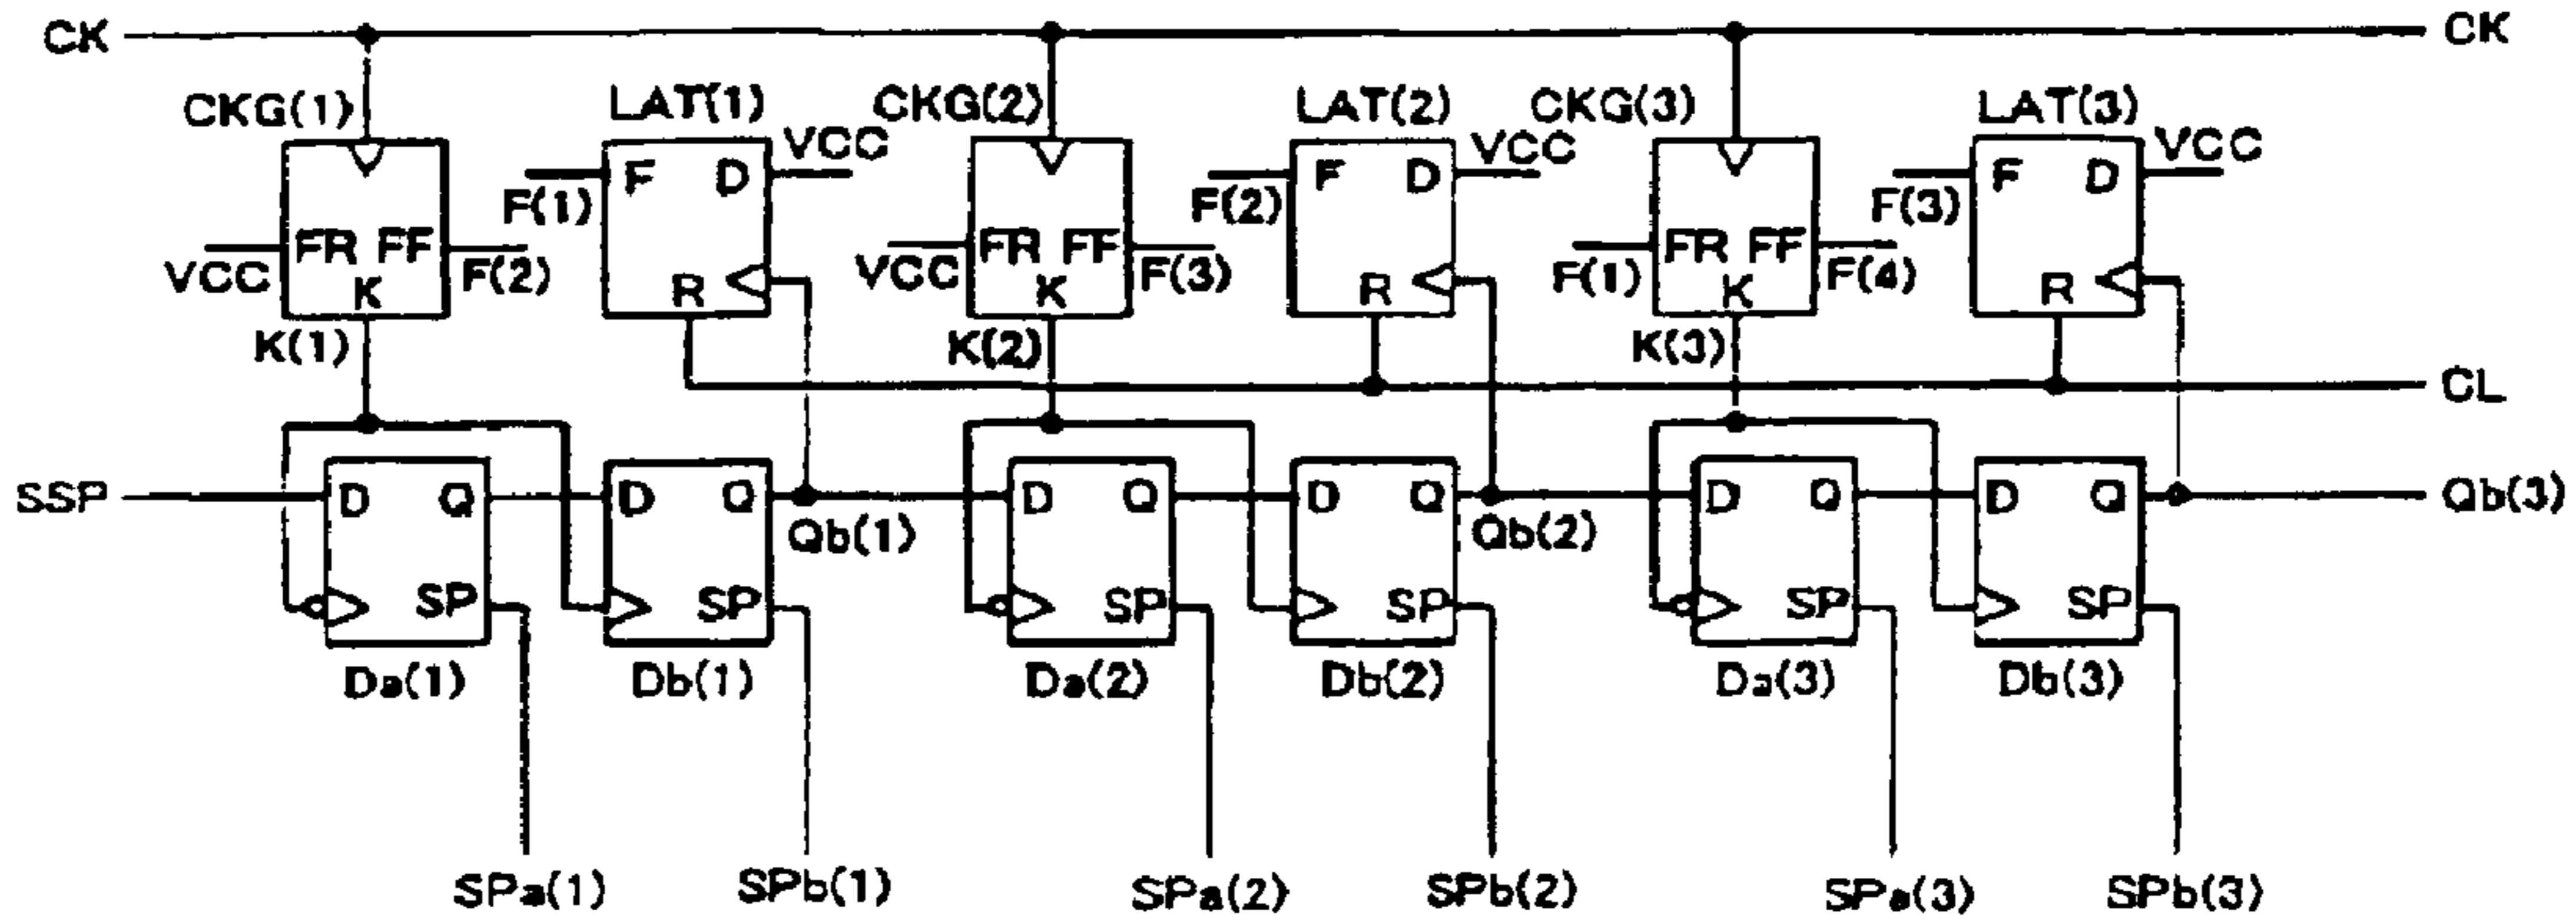 CK CK
CKG(1) LAT(1) CKG(2) LAT(2) CKG(3) LAT(3)
VCC VCC VCC
F D F D F D
F(1) F(2) F(3)
FR FF FR FF FR FF
VCC F(2) VCC F(3) F(1) F(4)
K R K R K R
K(1) K(2) K(3)
CL
SSP D Q D Q D Q D Q D Q D Q Qb(3)
Qb(1) Qb(2)
SP SP SP SP SP SP
Da(1) Db(1) Da(2) Db(2) Da(3) Db(3)
SPa(1) SPb(1) SPa(2) SPb(2) SPa(3) SPb(3)